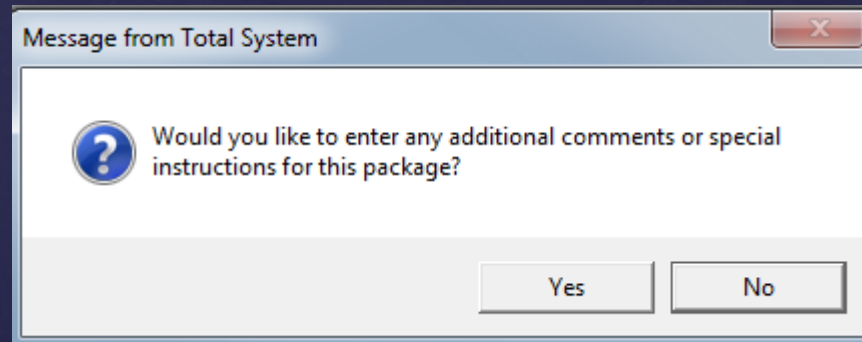 Message from Total System
Would you like to enter any additional comments or special
instructions for this package?
Yes
No